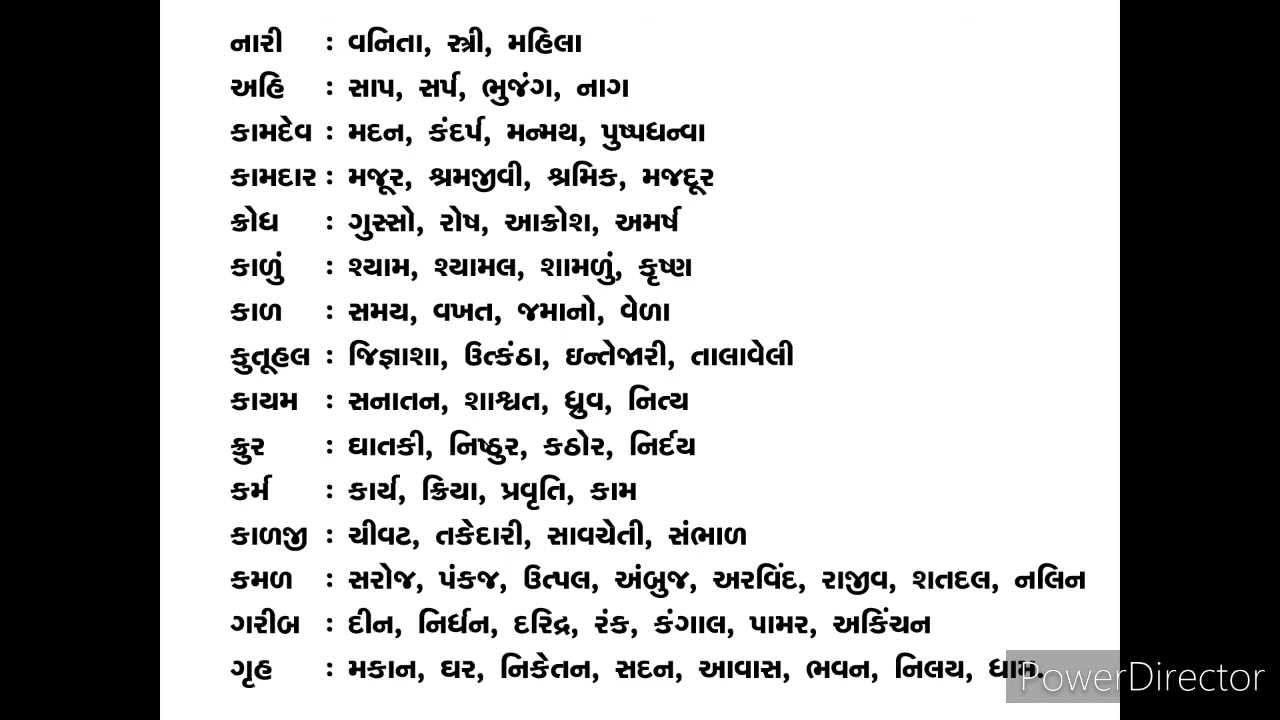 નારી : વનિતા, સ્ત્રી, મહિલા
અહિ : સાપ, સર્પ, ભુજંગ, નાગ
કામદેવ : મદન, કંદર્પ, મન્મથ, પુષ્પધન્વા
કામદાર : મજૂર, શ્રમજીવી, શ્રમિક, મજદૂર
ક્રોધ : ગુસ્સો, રોષ, આક્રોશ, અમર્ષ
કાળું : શ્યામ, શ્યામલ, શામળું, કૃષ્ણ
કાળ : સમય, વખત, જમાનો, વેળા
કુતૂહલ : જિજ્ઞાશા, ઉત્કંઠા, ઇન્તેજારી, તાલાવેલી
કાયમ : સનાતન, શાશ્વત, ધ્રુવ, નિત્ય
ક્રુર : ઘાતકી, નિષ્ઠુર, કઠોર, નિર્દય
કર્મ : કાર્ય, ક્રિયા, પ્રવૃતિ, કામ
કાળજી : ચીવટ, તકેદારી, સાવચેતી, સંભાળ
કમળ : સરોજ, પંકજ, ઉત્પલ, અંબુજ, અરવિંદ, રાજીવ, શતદલ, નલિન
ગરીબ : દીન, નિર્ધન, દરિદ્ર, રંક, કંગાલ, પામર, અકિંચન
ગૃહ : મકાન, ઘર, નિકેતન, સદન, આવાસ, ભવન, નિલય, ધામ.
PowerDirector